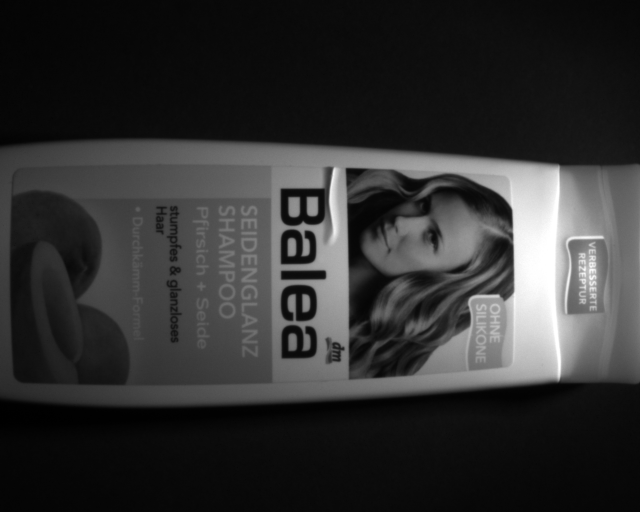 VERBESSERTE
REZEPTUR
OHNE
SILIKONE
dm
Balea
SEIDENGLANZ
SHAMPOO
Pfirsich + Seide
stumpfes & glanzloses
Haar
• Durchkämm-Formel